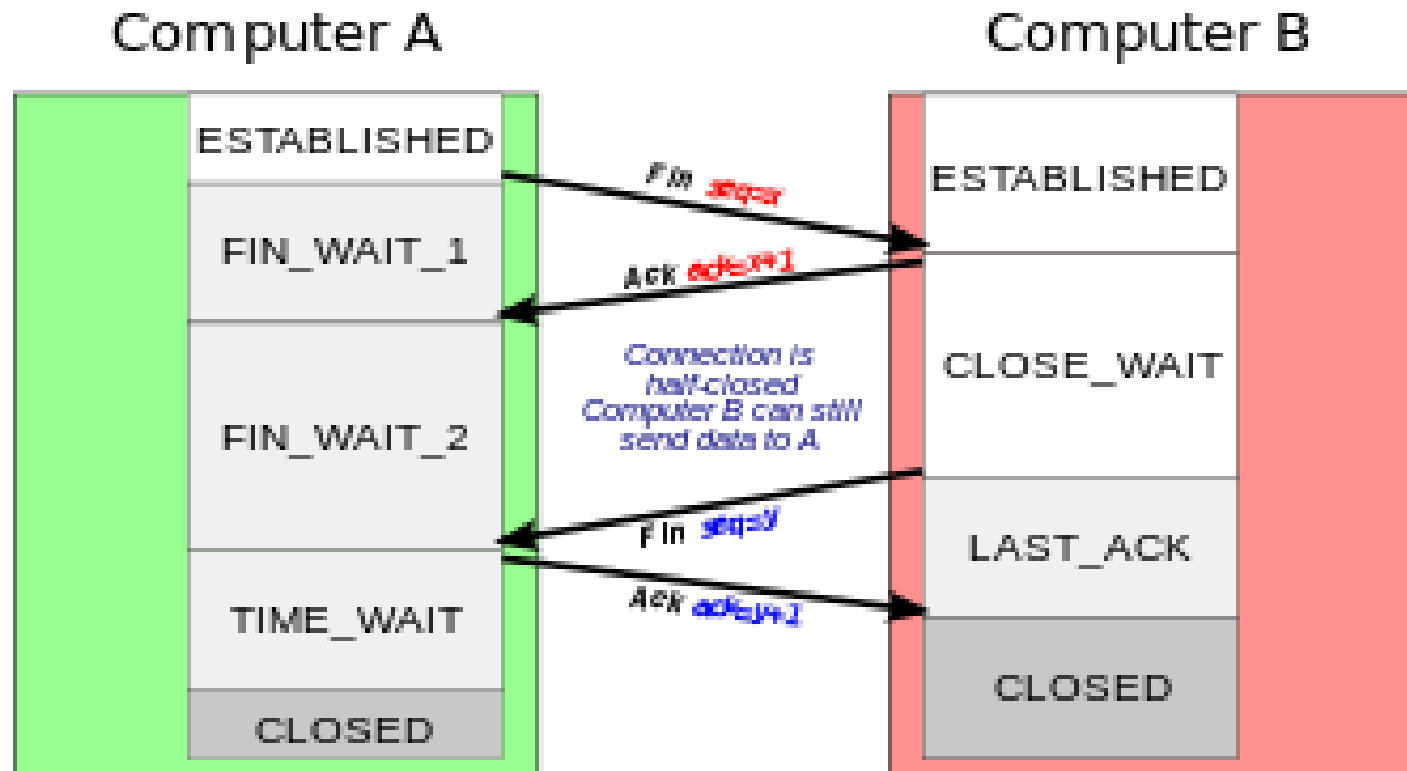 Computer A
Computer B
ESTABLISHED
ESTABLISHED
Fin seq=x
FIN_WAIT_1
Ack ack=x+1
Connection is
half-closed
Computer B can still
send data to A
CLOSE_WAIT
FIN_WAIT_2
Fin seq=y
LAST_ACK
Ack ack=y+1
TIME_WAIT
CLOSED
CLOSED